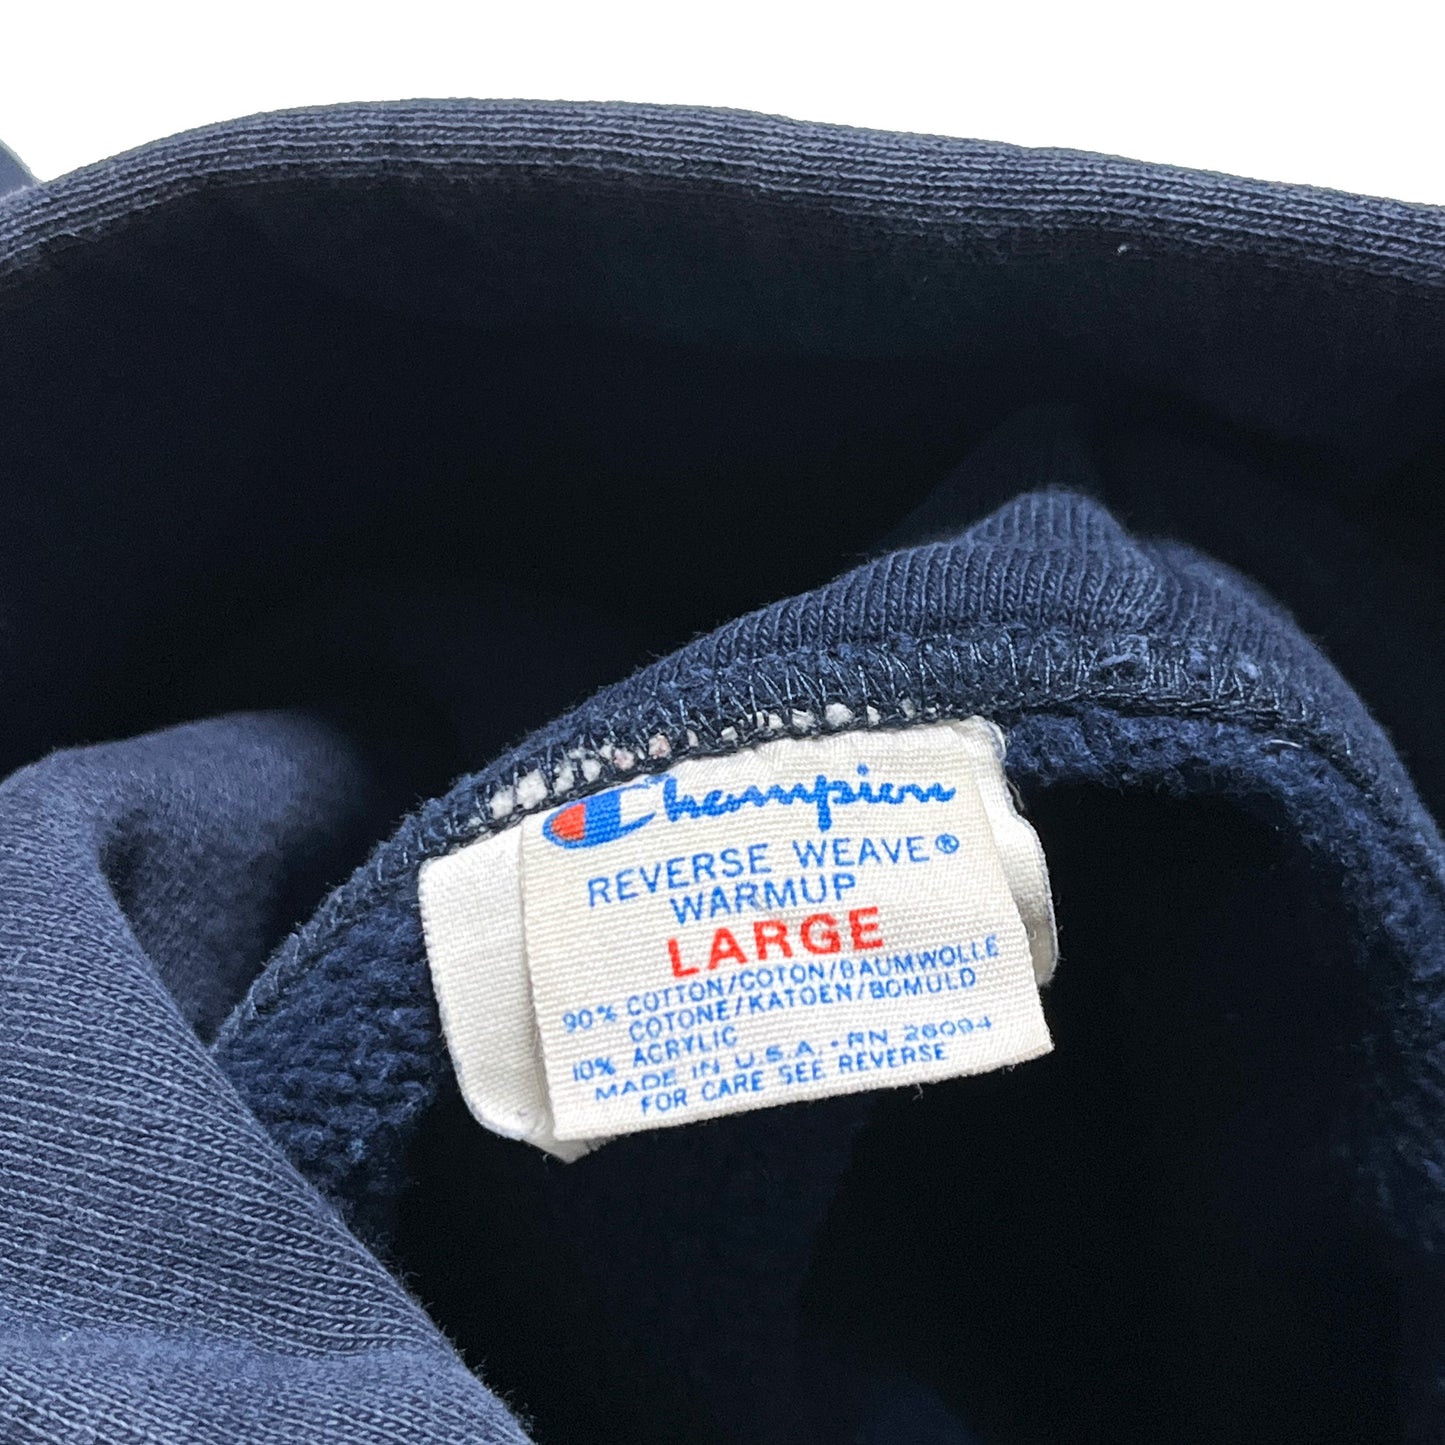 Champion
REVERSE WEAVE®
WARMUP
LARGE
90% COTTON/COTON/BAUMWOLLE
COTONE/KATOEN/BOMULD
10% ACRYLIC
MADE IN U.S.A. • RN 26094
FOR CARE SEE REVERSE